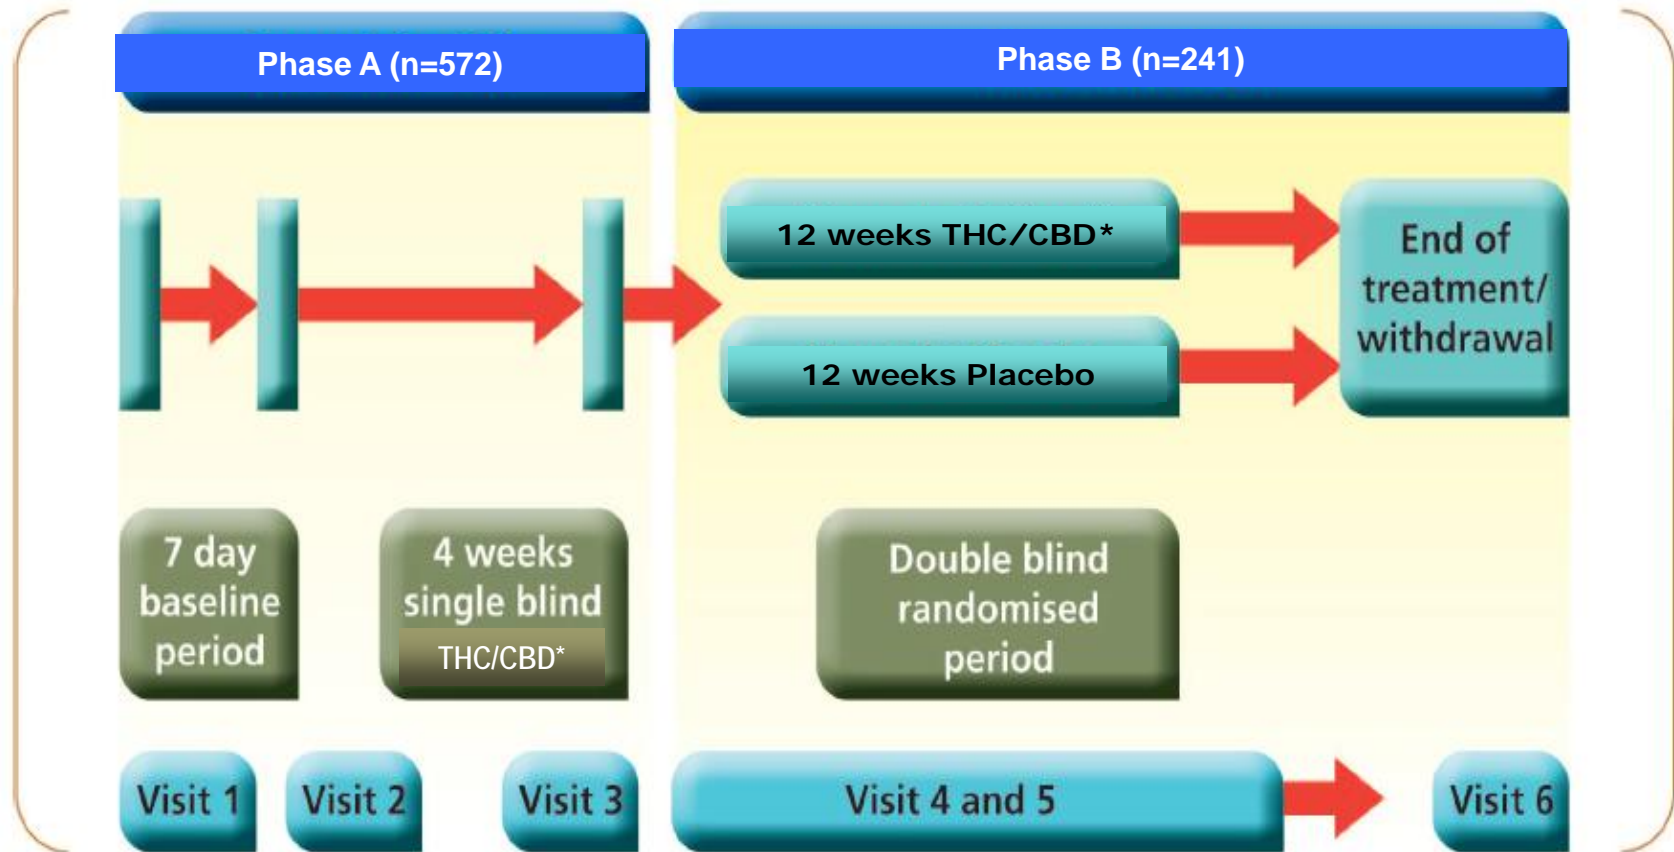 Phase A (n=572)
Phase B (n=241)
12 weeks THC/CBD*
12 weeks Placebo
End of
treatment/
withdrawal
7 day
baseline
period
4 weeks
single blind
THC/CBD*
Double blind
randomised
period
Visit 1
Visit 2
Visit 3
Visit 4 and 5
Visit 6